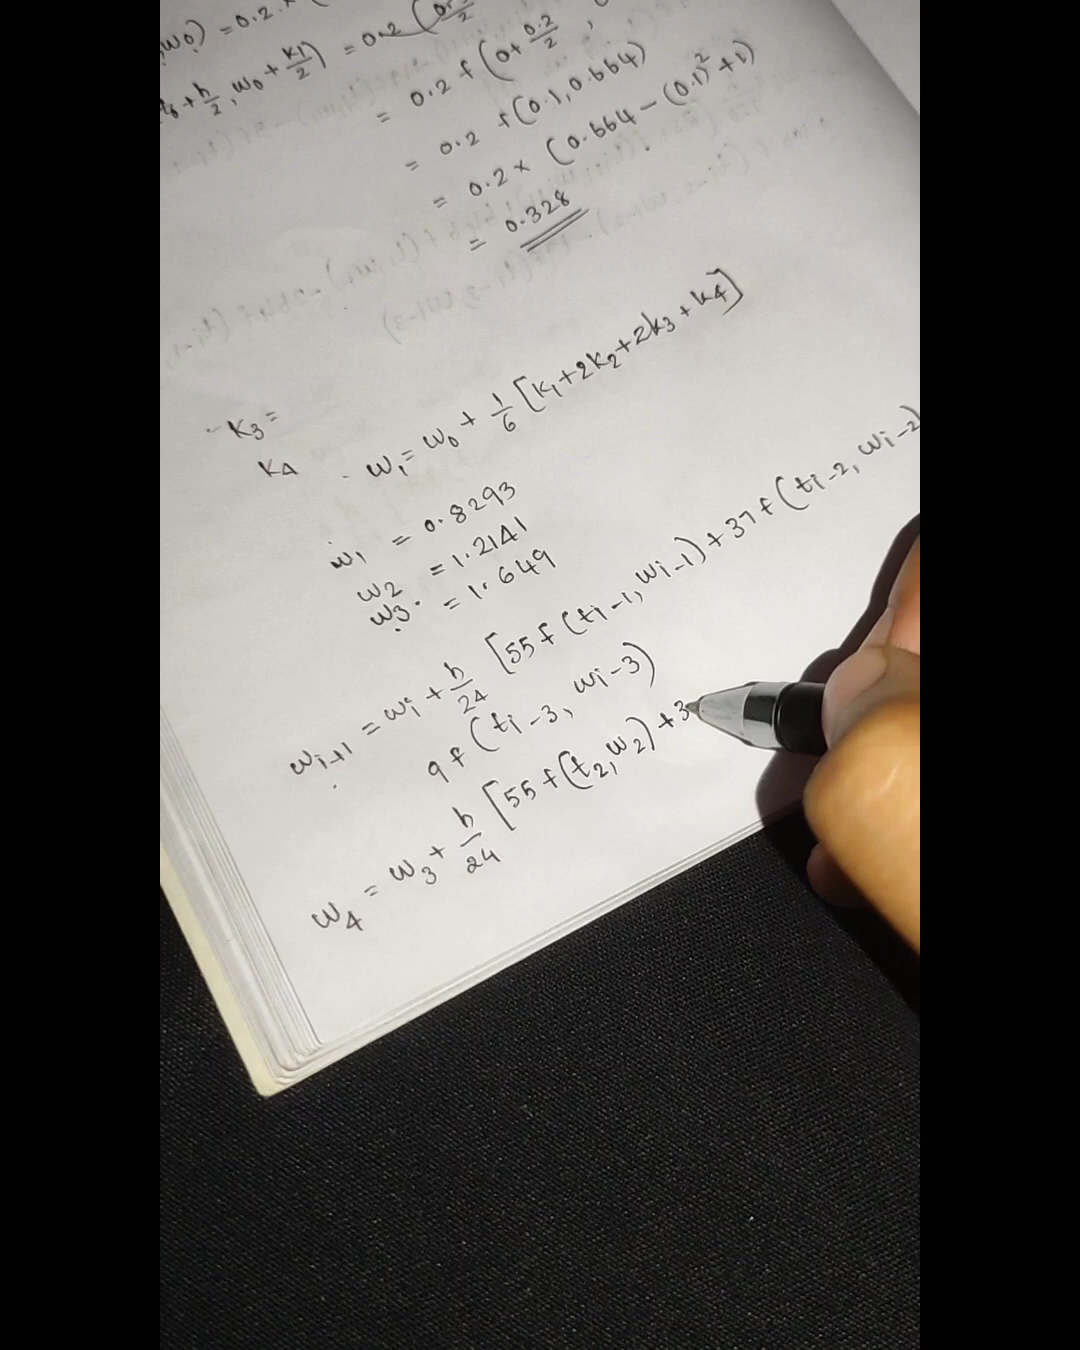 w₀) = 0.2 × (
t₀ + h/2, w₀ + k1/2) = 0.2 (
= 0.2 f (0 + 0.2/2 ,
= 0.2 f (0.1, 0.664)
= 0.2 × (0.664 − (0.1)² + 1)
= 0.328
- K₃ =
K₄
w₁ = w₀ + 1/6 [K₁ + 2K₂ + 2K₃ + K₄]
w₁ = 0.8293
w₂ = 1.2141
w₃ = 1.649
wᵢ₊₁ = wᵢ + h/24 [55 f (tᵢ₋₁, wᵢ₋₁) + 37 f (tᵢ₋₂, wᵢ₋₂)
9 f (tᵢ₋₃, wᵢ₋₃)
w₄ = w₃ + h/24 [55 f (t₂, w₂) + 3